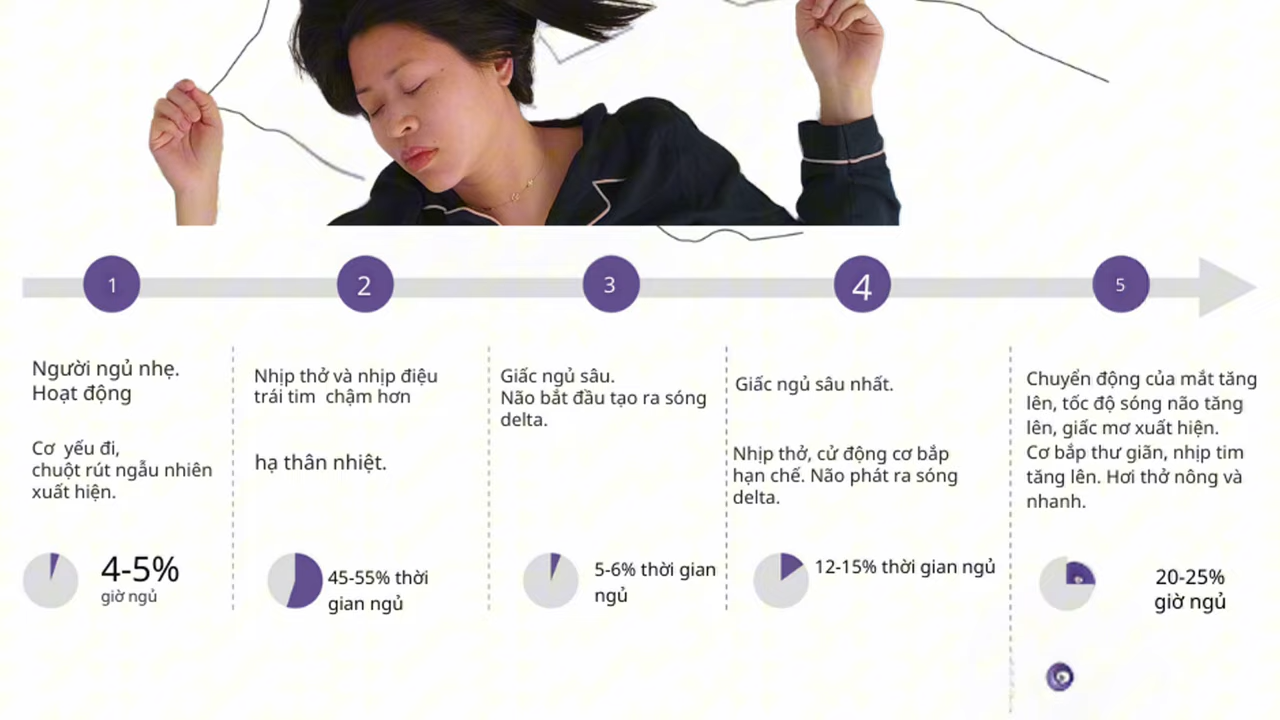 1
2
3
4
5
Người ngủ nhẹ.
Hoạt động
Cơ yếu đi,
chuột rút ngẫu nhiên
xuất hiện.
4-5%
giờ ngủ
Nhịp thở và nhịp điệu
trái tim chậm hơn
hạ thân nhiệt.
45-55% thời
gian ngủ
Giấc ngủ sâu.
Não bắt đầu tạo ra sóng
delta.
5-6% thời gian
ngủ
Giấc ngủ sâu nhất.
Nhịp thở, cử động cơ bắp
hạn chế. Não phát ra sóng
delta.
12-15% thời gian ngủ
Chuyển động của mắt tăng
lên, tốc độ sóng não tăng
lên, giấc mơ xuất hiện.
Cơ bắp thư giãn, nhịp tim
tăng lên. Hơi thở nông và
nhanh.
20-25%
giờ ngủ